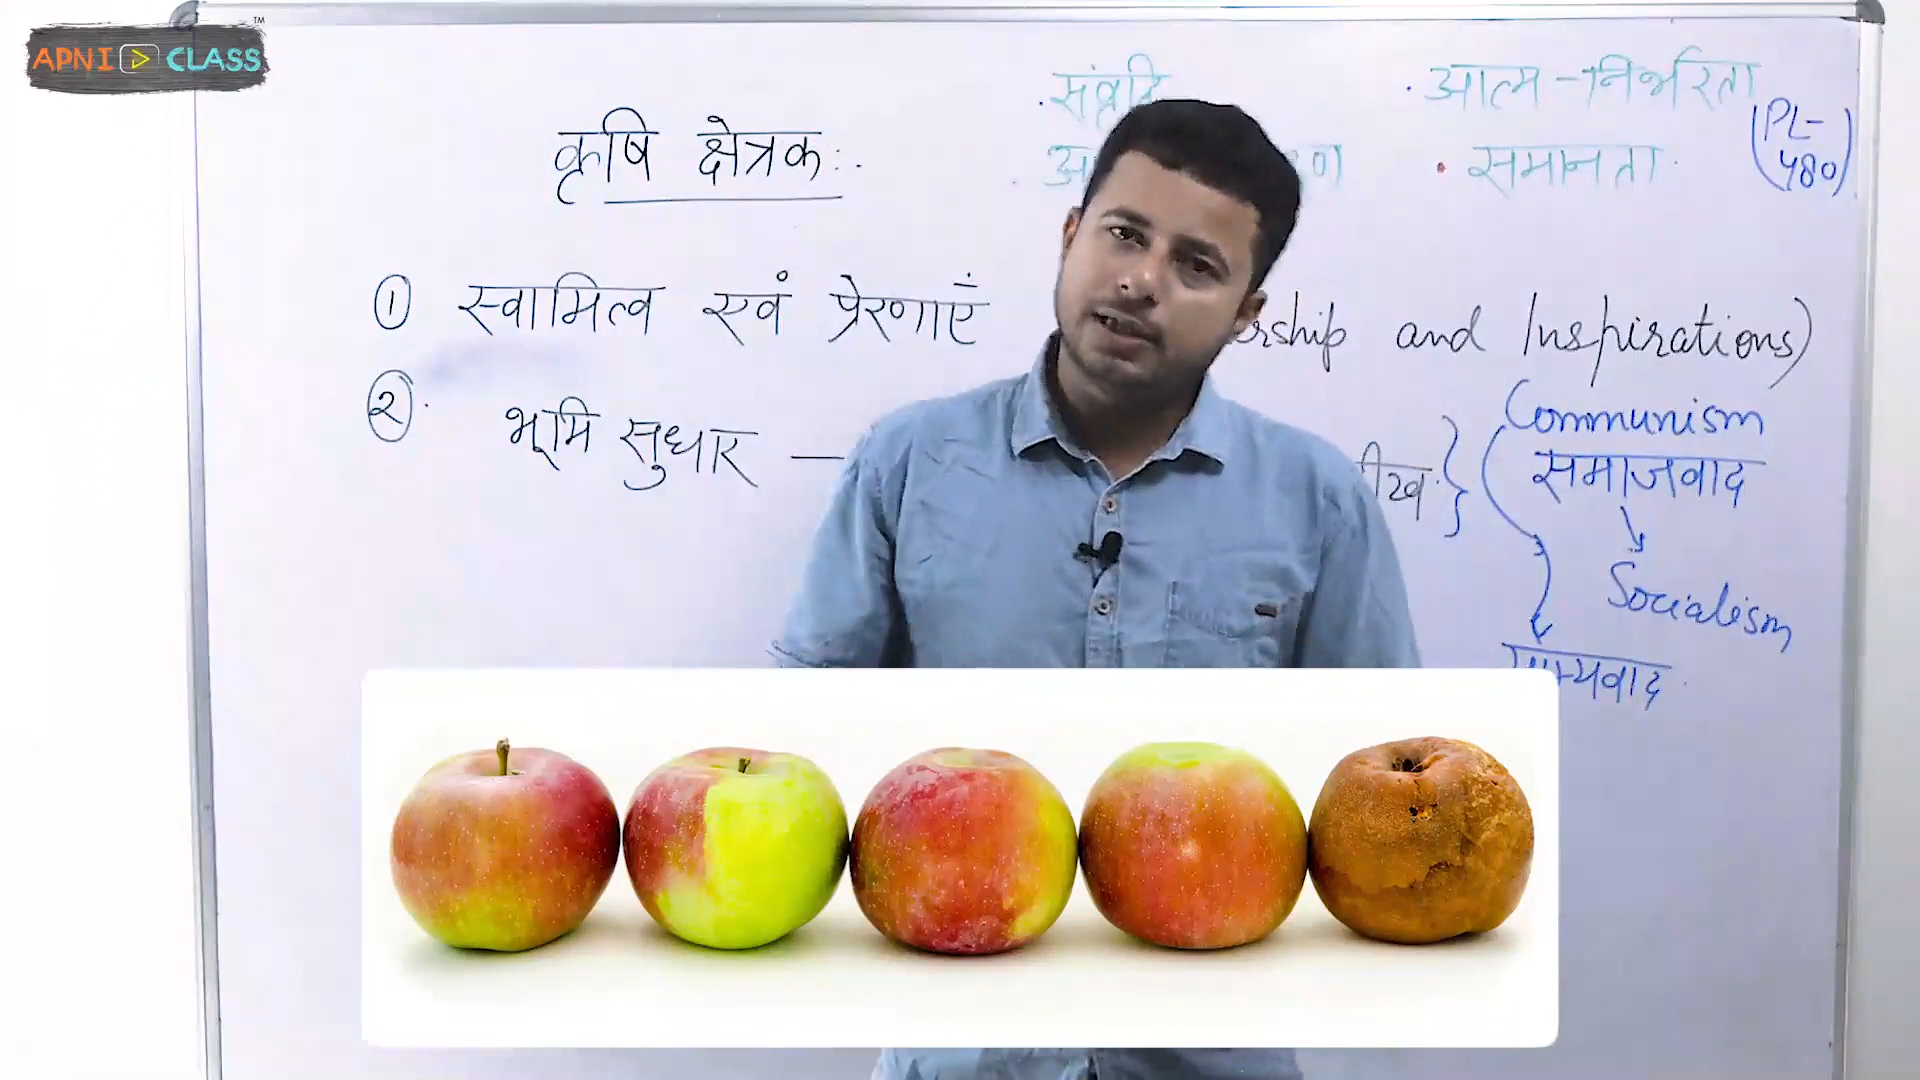 APNI CLASS
TM
आत्म-निर्भरता
(PL-
480)
कृषि क्षेत्रक:-
समानता
① स्वामित्व एवं प्रेरणाएँ
and Inspirations)
② भूमि सुधार —
Communism
समाजवाद
Socialism